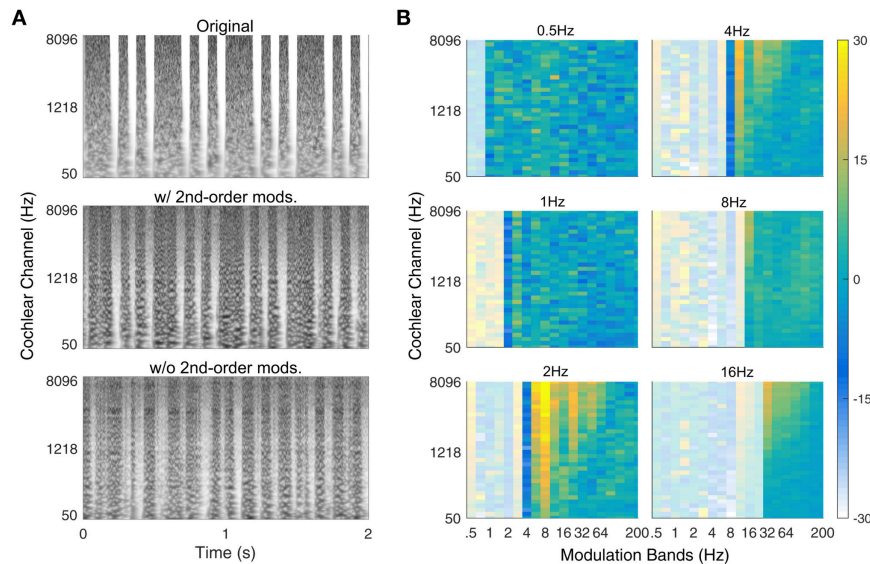 A
Original
8096
1218
50
w/ 2nd-order mods.
8096
1218
50
w/o 2nd-order mods.
8096
1218
50
0
1
2
Time (s)
Cochlear Channel (Hz)
B
0.5Hz
4Hz
8096
1218
50
1Hz
8Hz
8096
1218
50
2Hz
16Hz
8096
1218
50
.5 1 2 4 8 16 32 64 200
.5 1 2 4 8 16 32 64 200
Modulation Bands (Hz)
Cochlear Channel (Hz)
30
15
0
-15
-30